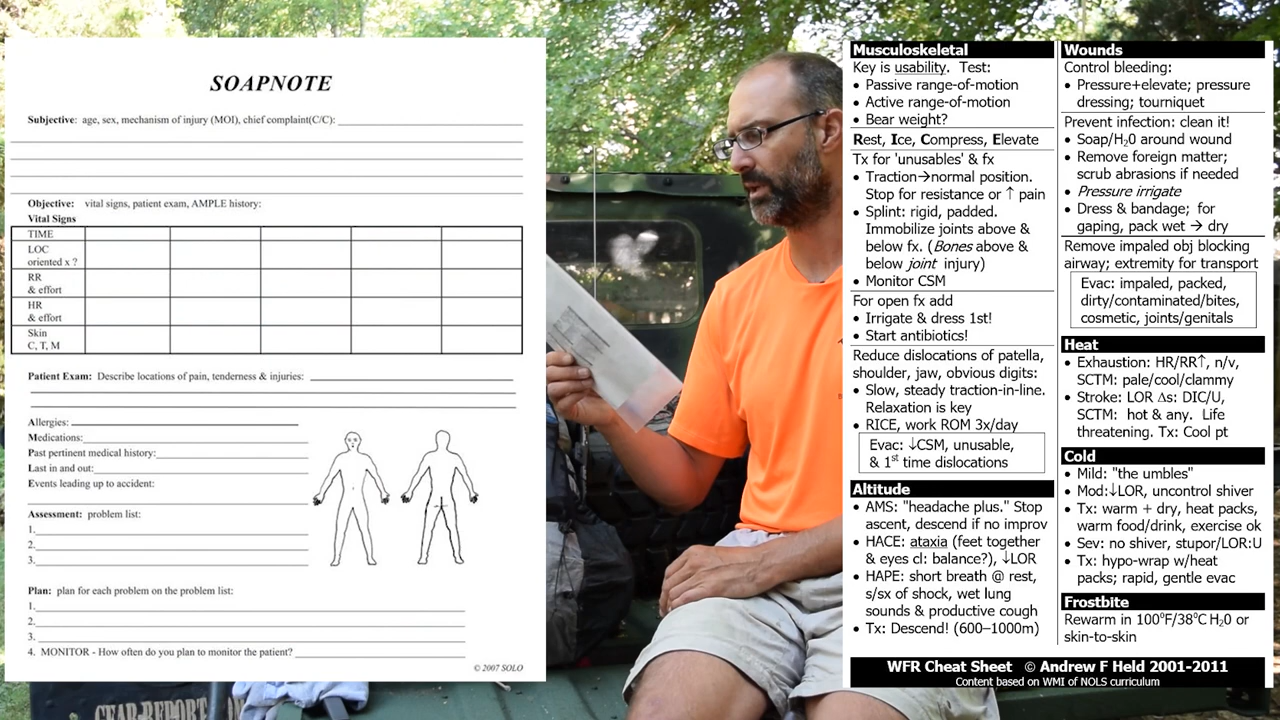 SOAPNOTE
Subjective: age, sex, mechanism of injury (MOI), chief complaint(C/C):
Objective: vital signs, patient exam, AMPLE history:
Vital Signs
TIME
LOC
oriented x ?
RR
& effort
HR
& effort
Skin
C, T, M
Patient Exam: Describe locations of pain, tenderness & injuries:
Allergies:
Medications:
Past pertinent medical history:
Last in and out:
Events leading up to accident:
Assessment: problem list:
1.
2.
3.
Plan: plan for each problem on the problem list:
1.
2.
3.
4. MONITOR - How often do you plan to monitor the patient?
© 2007 SOLO
GEAR REPORT
Musculoskeletal
Key is usability. Test:
• Passive range-of-motion
• Active range-of-motion
• Bear weight?
Rest, Ice, Compress, Elevate
Tx for 'unusables' & fx
• Traction→normal position.
Stop for resistance or ↑ pain
• Splint: rigid, padded.
Immobilize joints above &
below fx. (Bones above &
below joint injury)
• Monitor CSM
For open fx add
• Irrigate & dress 1st!
• Start antibiotics!
Reduce dislocations of patella,
shoulder, jaw, obvious digits:
• Slow, steady traction-in-line.
Relaxation is key
• RICE, work ROM 3x/day
Evac: ↓CSM, unusable,
& 1st time dislocations
Altitude
• AMS: "headache plus." Stop
ascent, descend if no improv
• HACE: ataxia (feet together
& eyes cl: balance?), ↓LOR
• HAPE: short breath @ rest,
s/sx of shock, wet lung
sounds & productive cough
• Tx: Descend! (600–1000m)
Wounds
Control bleeding:
• Pressure+elevate; pressure
dressing; tourniquet
Prevent infection: clean it!
• Soap/H₂0 around wound
• Remove foreign matter;
scrub abrasions if needed
• Pressure irrigate
• Dress & bandage; for
gaping, pack wet → dry
Remove impaled obj blocking
airway; extremity for transport
Evac: impaled, packed,
dirty/contaminated/bites,
cosmetic, joints/genitals
Heat
• Exhaustion: HR/RR↑, n/v,
SCTM: pale/cool/clammy
• Stroke: LOR Δs: DIC/U,
SCTM: hot & any. Life
threatening. Tx: Cool pt
Cold
• Mild: "the umbles"
• Mod:↓LOR, uncontrol shiver
• Tx: warm + dry, heat packs,
warm food/drink, exercise ok
• Sev: no shiver, stupor/LOR:U
• Tx: hypo-wrap w/heat
packs; rapid, gentle evac
Frostbite
Rewarm in 100⁰F/38⁰C H₂0 or
skin-to-skin
WFR Cheat Sheet © Andrew F Held 2001-2011
Content based on WMI of NOLS curriculum